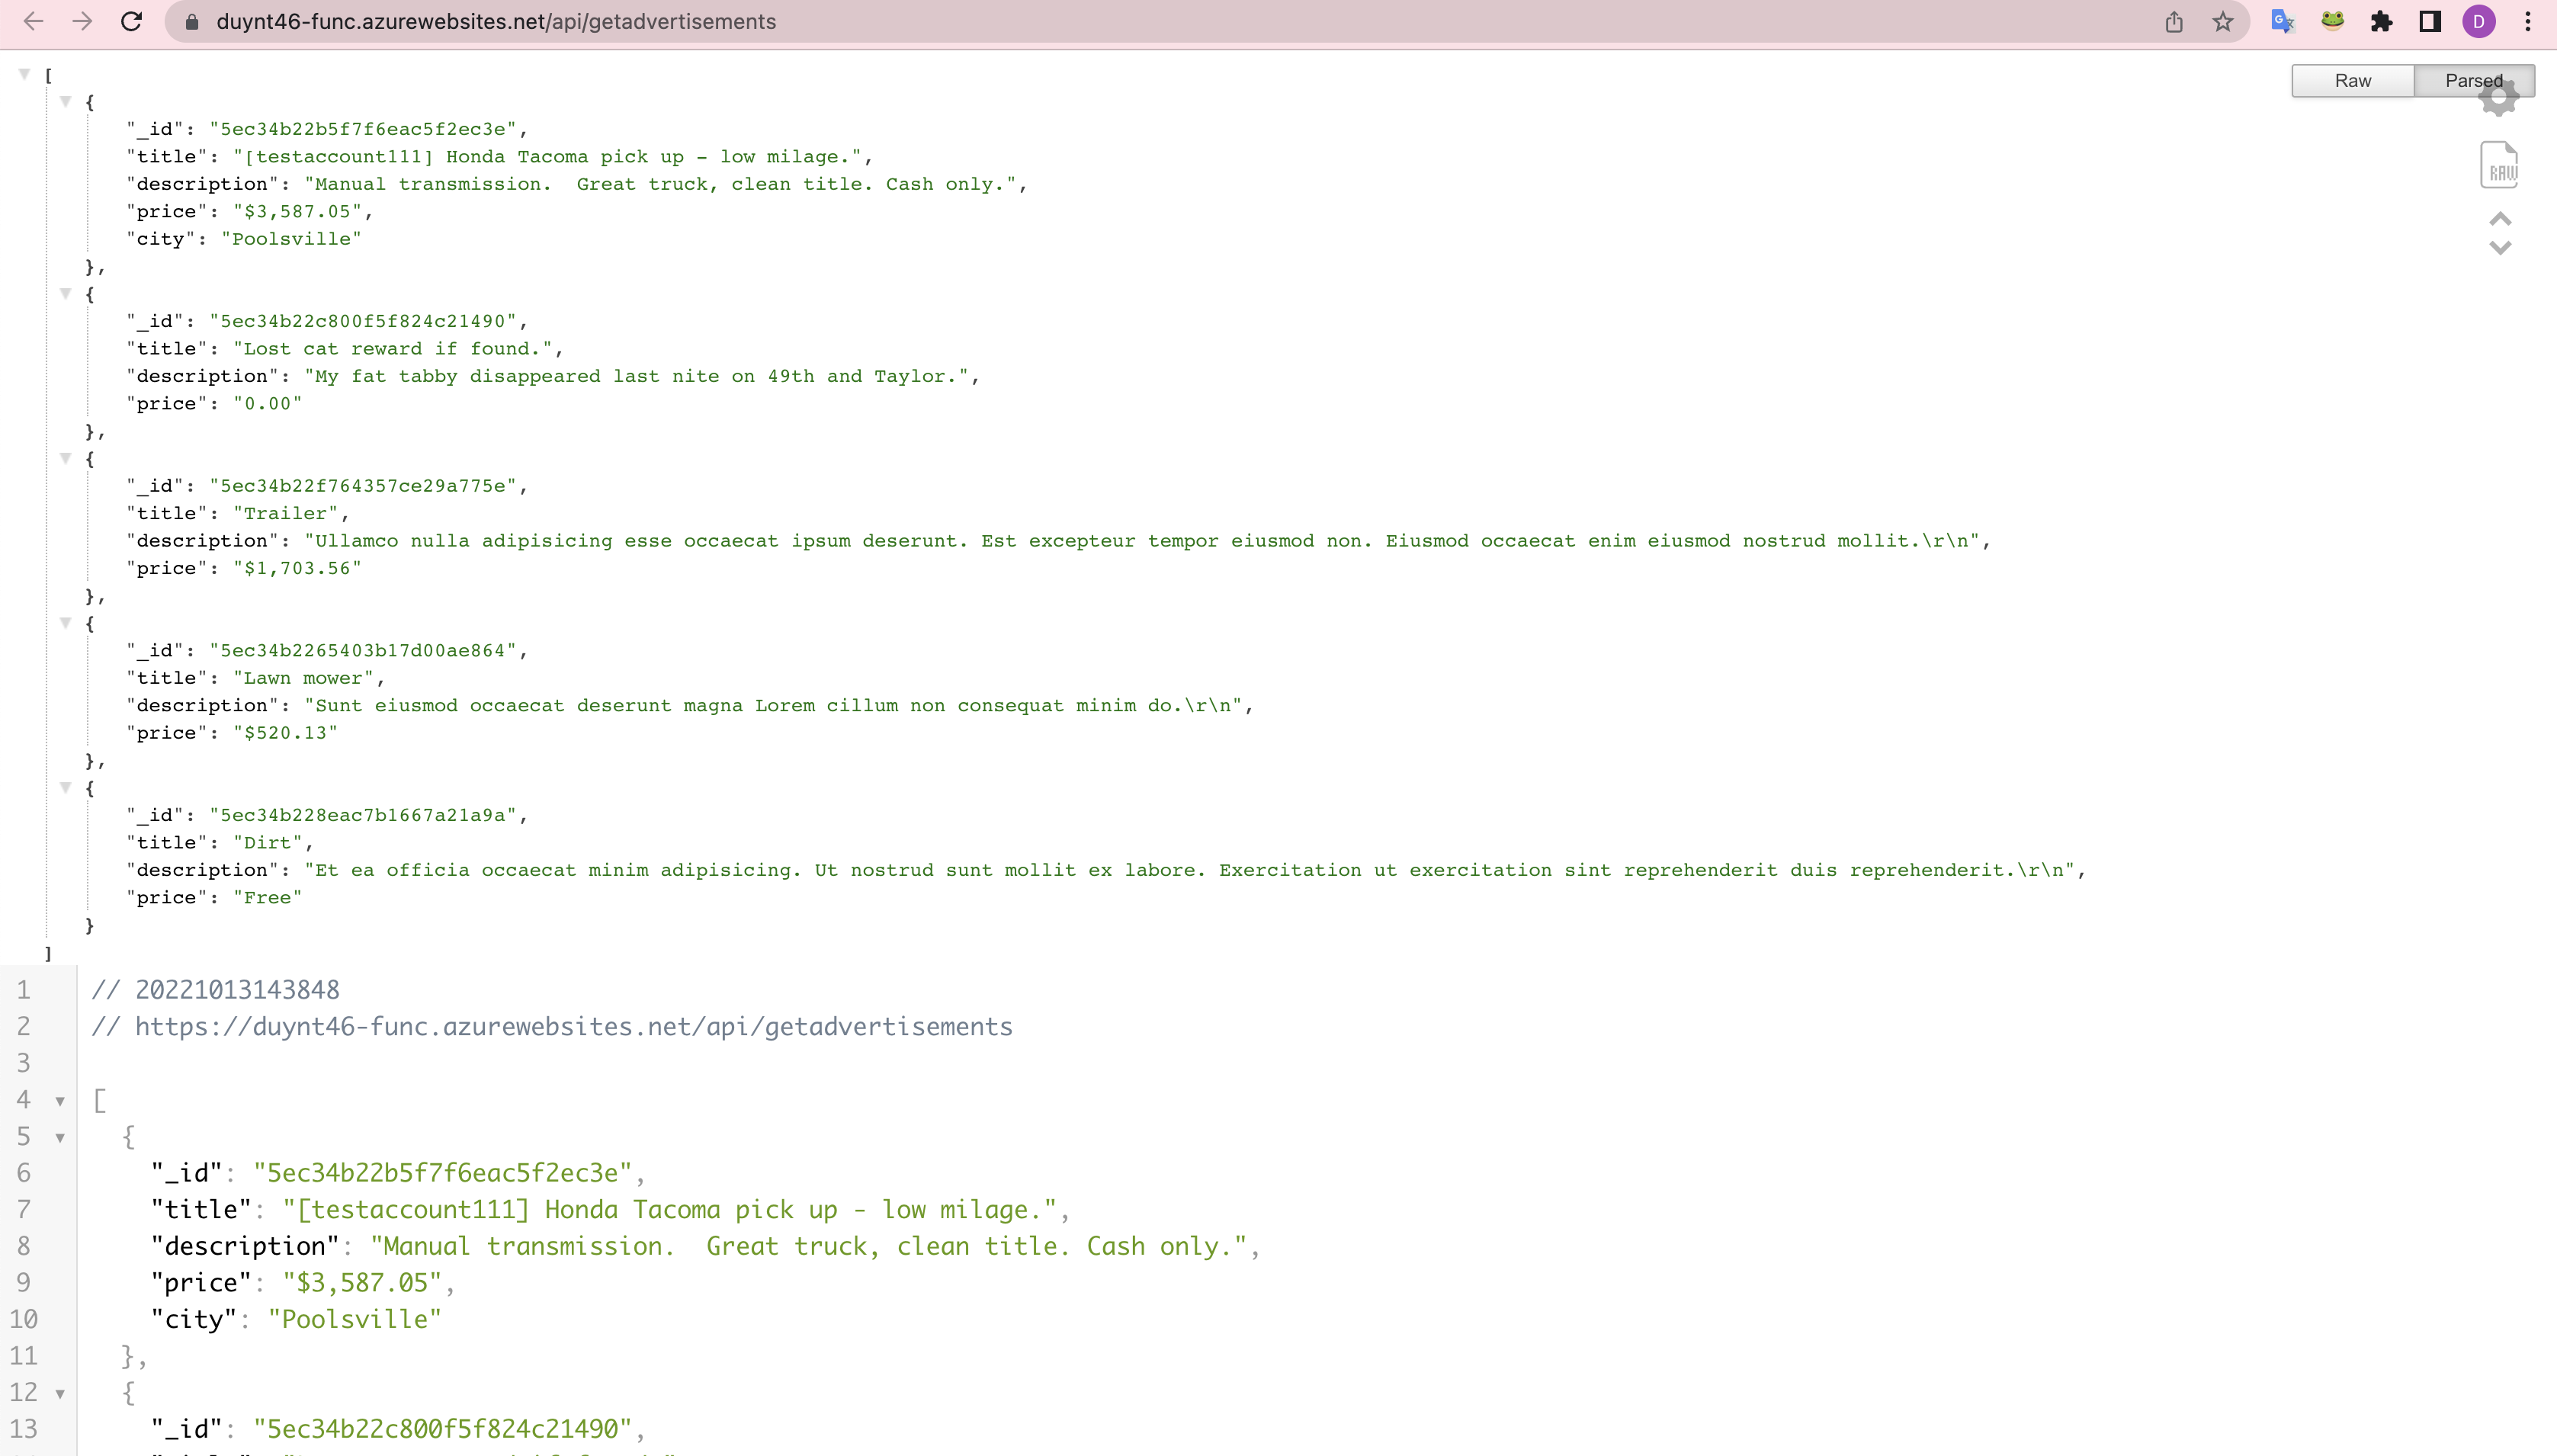 duynt46-func.azurewebsites.net/api/getadvertisements
D
Raw
Parsed
RAW
[
{
"_id": "5ec34b22b5f7f6eac5f2ec3e",
"title": "[testaccount111] Honda Tacoma pick up - low milage.",
"description": "Manual transmission.  Great truck, clean title. Cash only.",
"price": "$3,587.05",
"city": "Poolsville"
},
{
"_id": "5ec34b22c800f5f824c21490",
"title": "Lost cat reward if found.",
"description": "My fat tabby disappeared last nite on 49th and Taylor.",
"price": "0.00"
},
{
"_id": "5ec34b22f764357ce29a775e",
"title": "Trailer",
"description": "Ullamco nulla adipisicing esse occaecat ipsum deserunt. Est excepteur tempor eiusmod non. Eiusmod occaecat enim eiusmod nostrud mollit.\r\n",
"price": "$1,703.56"
},
{
"_id": "5ec34b2265403b17d00ae864",
"title": "Lawn mower",
"description": "Sunt eiusmod occaecat deserunt magna Lorem cillum non consequat minim do.\r\n",
"price": "$520.13"
},
{
"_id": "5ec34b228eac7b1667a21a9a",
"title": "Dirt",
"description": "Et ea officia occaecat minim adipisicing. Ut nostrud sunt mollit ex labore. Exercitation ut exercitation sint reprehenderit duis reprehenderit.\r\n",
"price": "Free"
}
]
1 // 20221013143848
2 // https://duynt46-func.azurewebsites.net/api/getadvertisements
3
4 [
5 {
6 "_id": "5ec34b22b5f7f6eac5f2ec3e",
7 "title": "[testaccount111] Honda Tacoma pick up - low milage.",
8 "description": "Manual transmission.  Great truck, clean title. Cash only.",
9 "price": "$3,587.05",
10 "city": "Poolsville"
11 },
12 {
13 "_id": "5ec34b22c800f5f824c21490",